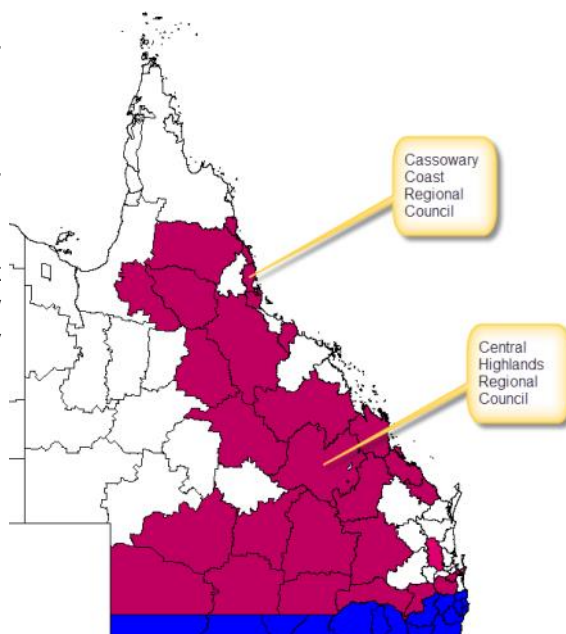 Cassowary
Coast
Regional
Council
Central
Highlands
Regional
Council